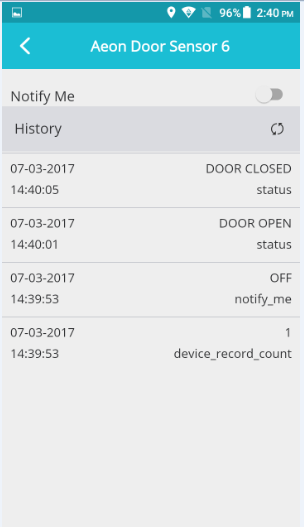 96% 2:40 PM
Aeon Door Sensor 6
Notify Me
History
07-03-2017 DOOR CLOSED
14:40:05 status
07-03-2017 DOOR OPEN
14:40:01 status
07-03-2017 OFF
14:39:53 notify_me
07-03-2017 1
14:39:53 device_record_count